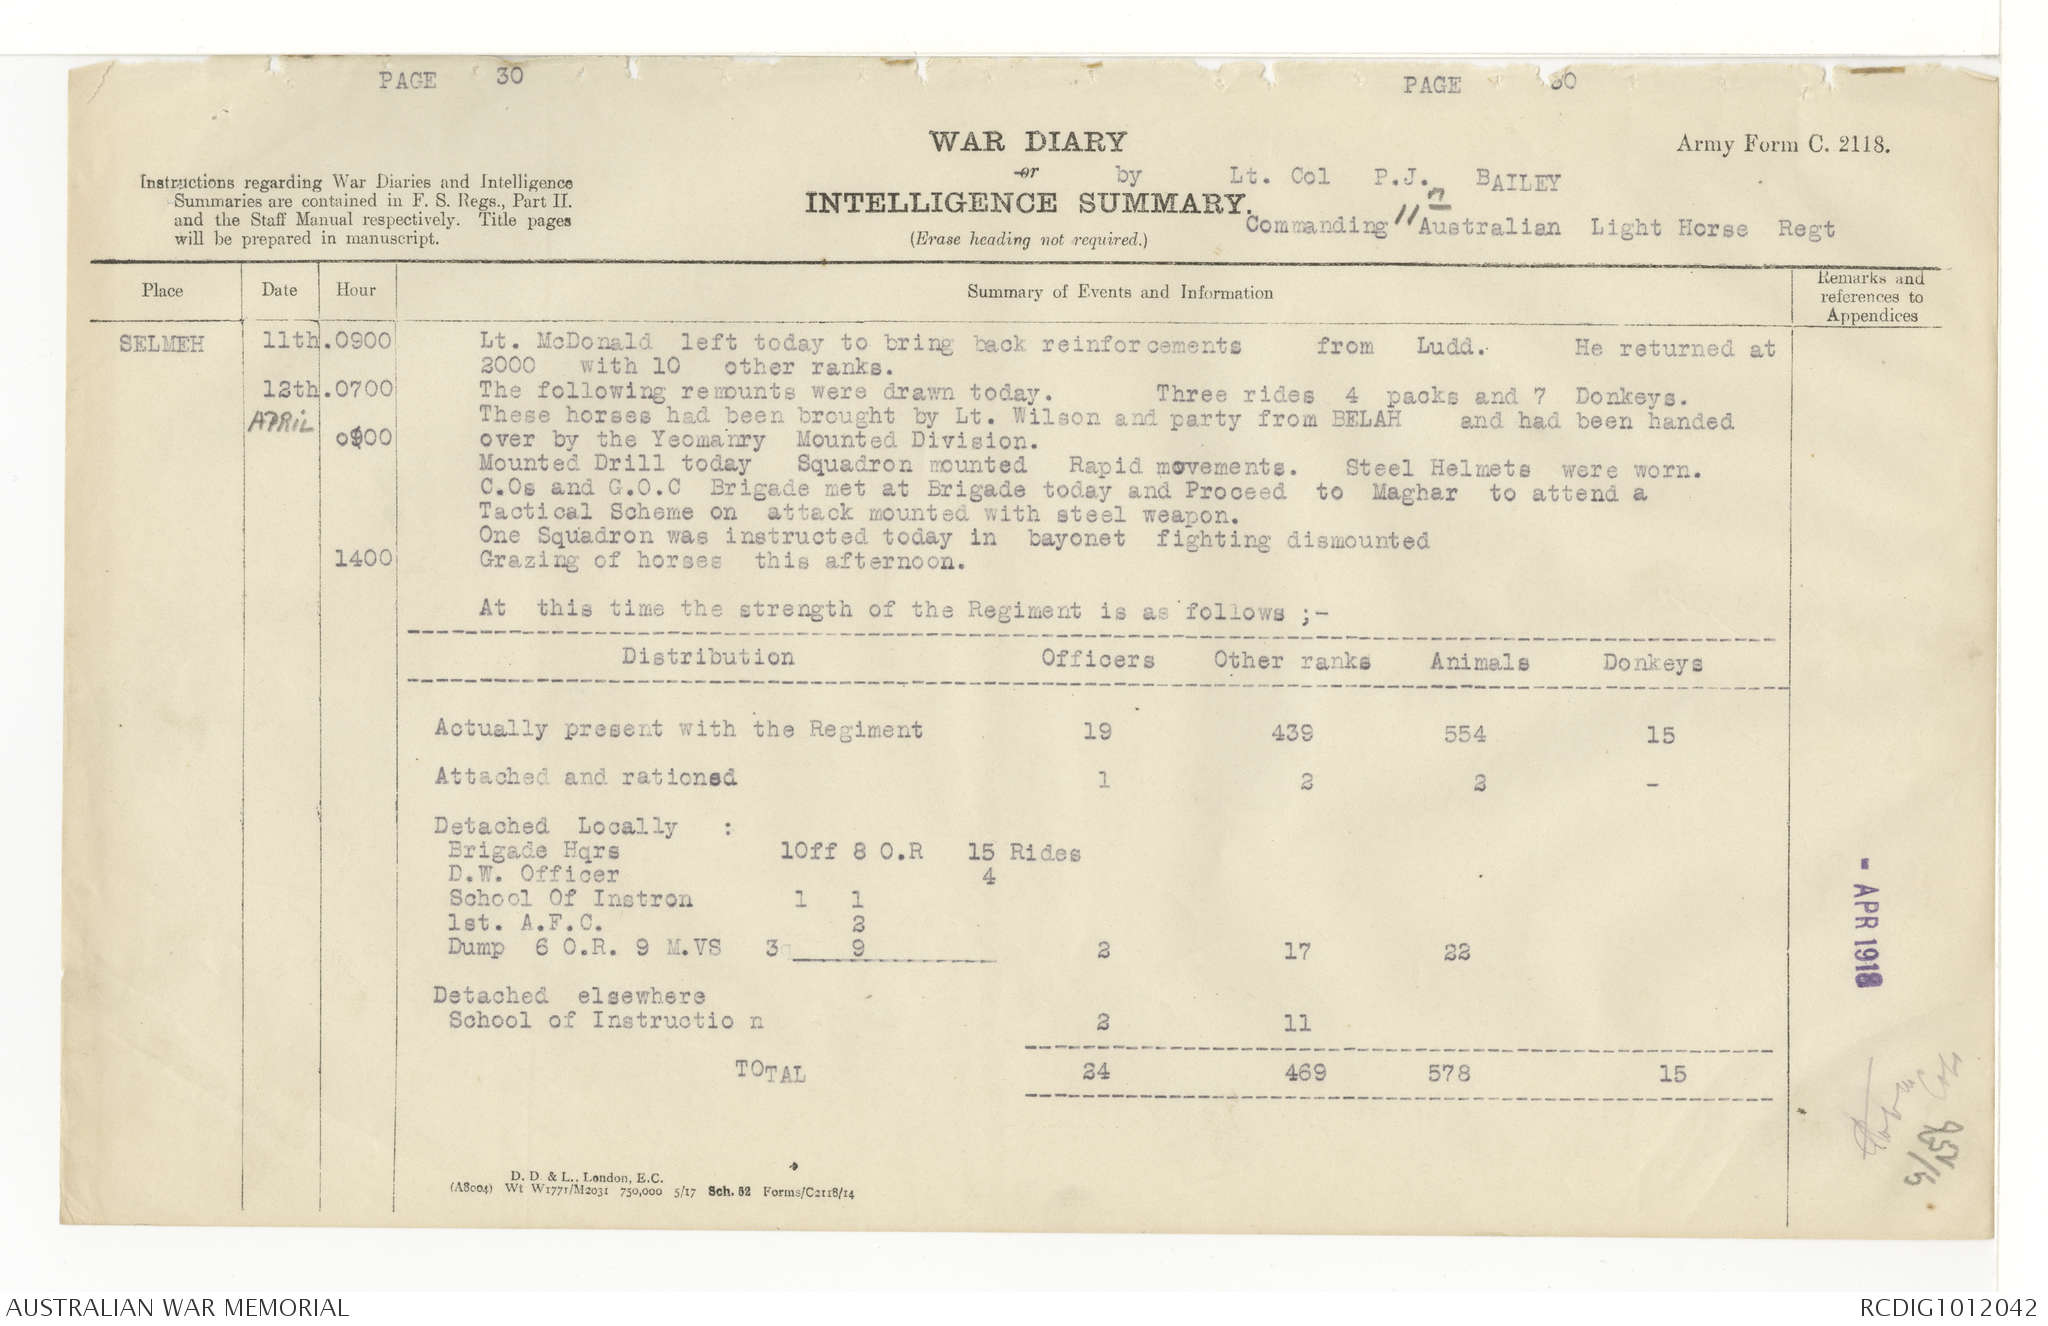 PAGE 30 PAGE 30
WAR DIARY
Army Form C. 2118.
or by Lt. Col P.J. BAILEY
INTELLIGENCE SUMMARY.
Commanding 11 Australian Light Horse Regt
(Erase heading not required.)
Instructions regarding War Diaries and Intelligence
Summaries are contained in F. S. Regs., Part II.
and the Staff Manual respectively. Title pages
will be prepared in manuscript.
Place Date Hour Summary of Events and Information Remarks and
references to
Appendices
SELMEH 11th.0900 Lt. McDonald left today to bring back reinforcements from Ludd. He returned at
2000 with 10 other ranks.
12th.0700 The following remounts were drawn today. Three rides 4 packs and 7 Donkeys.
APRIL These horses had been brought by Lt. Wilson and party from BELAH and had been handed
0900 over by the Yeomanry Mounted Division.
Mounted Drill today Squadron mounted Rapid movements. Steel Helmets were worn.
C.Os and G.O.C Brigade met at Brigade today and Proceed to Maghar to attend a
Tactical Scheme on attack mounted with steel weapon.
One Squadron was instructed today in bayonet fighting dismounted
1400 Grazing of horses this afternoon.
At this time the strength of the Regiment is as follows ;-
Distribution Officers Other ranks Animals Donkeys
Actually present with the Regiment 19 439 554 15
Attached and rationed 1 2 2 -
Detached Locally :
Brigade Hqrs 1Off 8 O.R 15 Rides
D.W. Officer 4
School Of Instron 1 1
1st. A.F.C. 2
Dump 6 O.R. 9 M.VS 3 9 2 17 22
Detached elsewhere
School of Instructio n 2 11
TOTAL 24 469 578 15
- APR 1918
D. D. & L., London, E.C.
(A8004) Wt W1771/M2031 750,000 5/17 Sch. 52 Forms/C2118/14
AUSTRALIAN WAR MEMORIAL RCDIG1012042